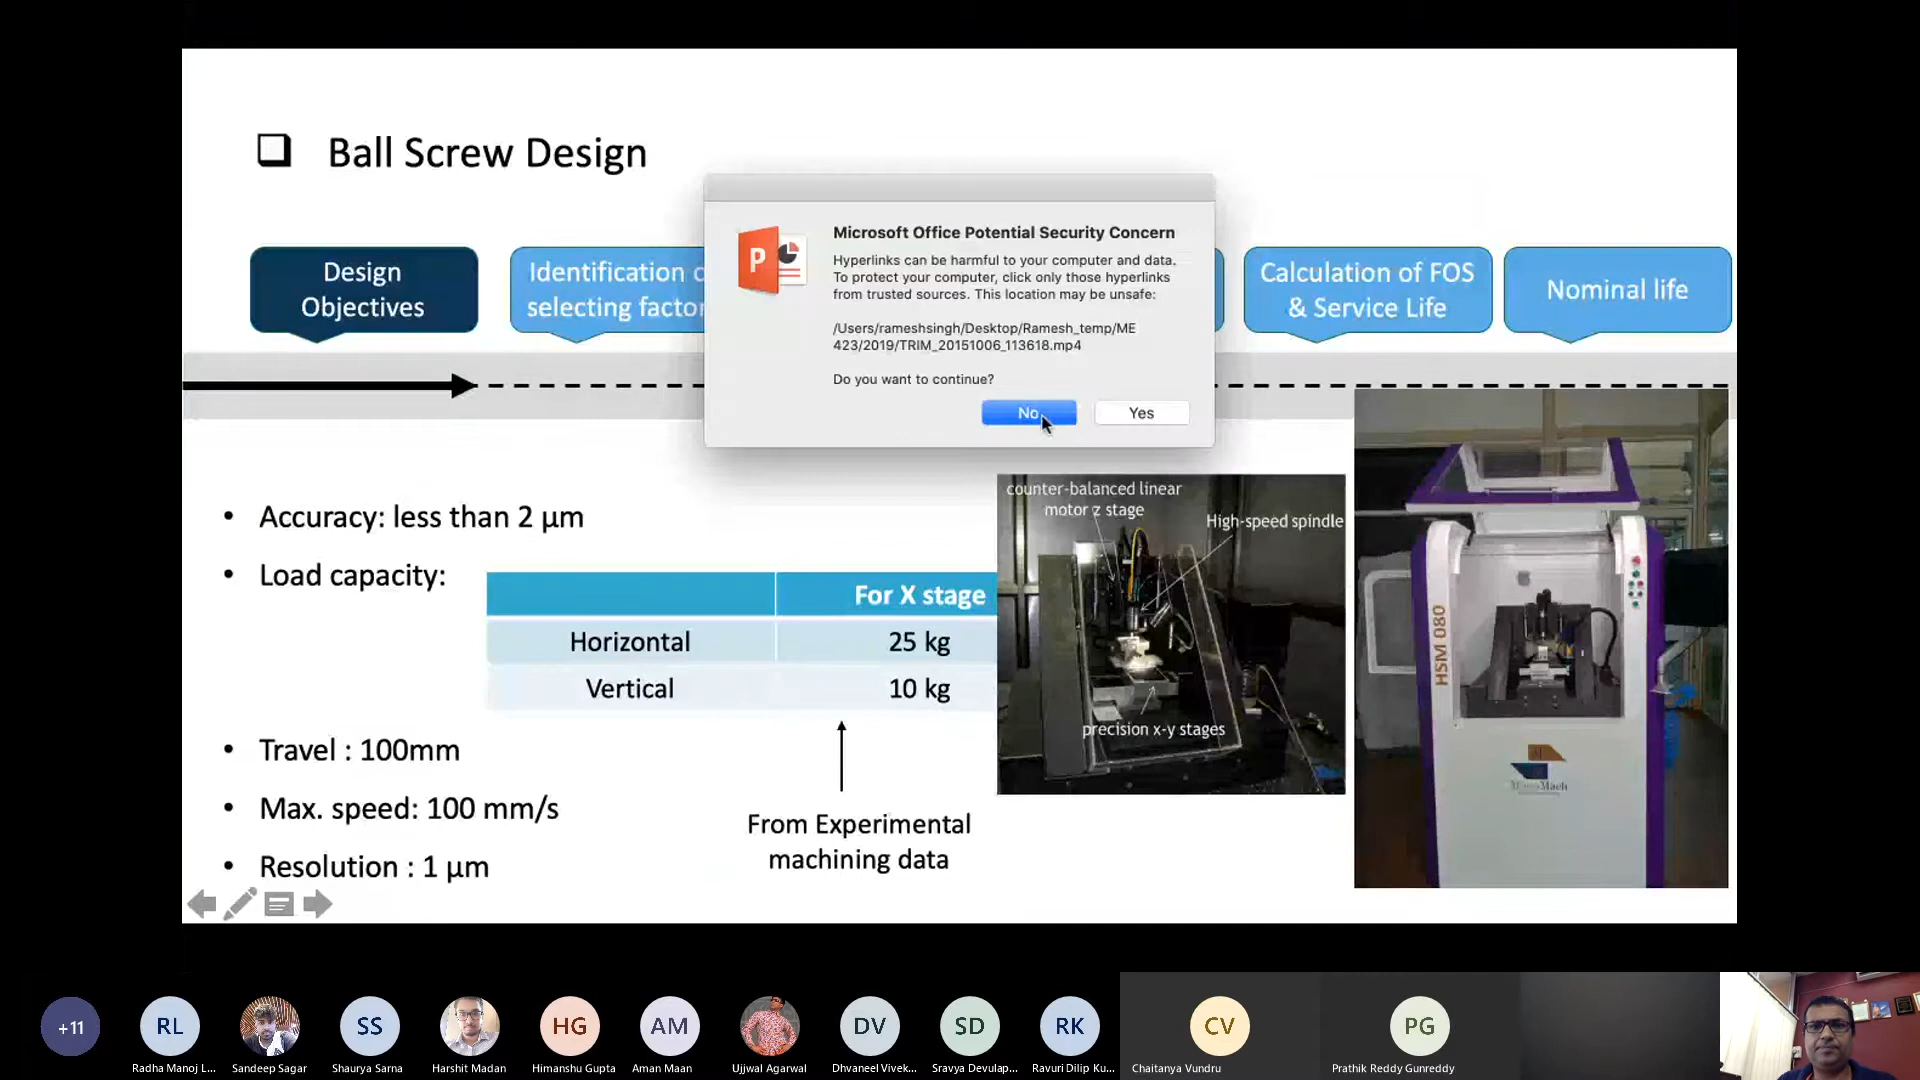 Ball Screw Design
Design
Objectives
Identification
selecting
Calculation of FOS
& Service Life
Nominal life
Microsoft Office Potential Security Concern
Hyperlinks can be harmful to your computer and data.
To protect your computer, click only those hyperlinks
from trusted sources. This location may be unsafe:
/Users/rameshsingh/Desktop/Ramesh_temp/ME
423/2019/TRIM_20151006_113618.mp4
Do you want to continue?
No
Yes
• Accuracy: less than 2 µm
• Load capacity:
For X stage
Horizontal 25 kg
Vertical 10 kg
• Travel : 100mm
• Max. speed: 100 mm/s
• Resolution : 1 µm
From Experimental
machining data
counter-balanced linear
motor z stage
High-speed spindle
precision x-y stages
HSM 080
+11
RL
SS
HG
AM
DV
SD
RK
CV
PG
Radha Manoj L...
Sandeep Sagar
Shaurya Sarna
Harshit Madan
Himanshu Gupta
Aman Maan
Ujjwal Agarwal
Dhvaneel Vivek...
Sravya Devulap...
Ravuri Dilip Ku...
Chaitanya Vundru
Prathik Reddy Gunreddy